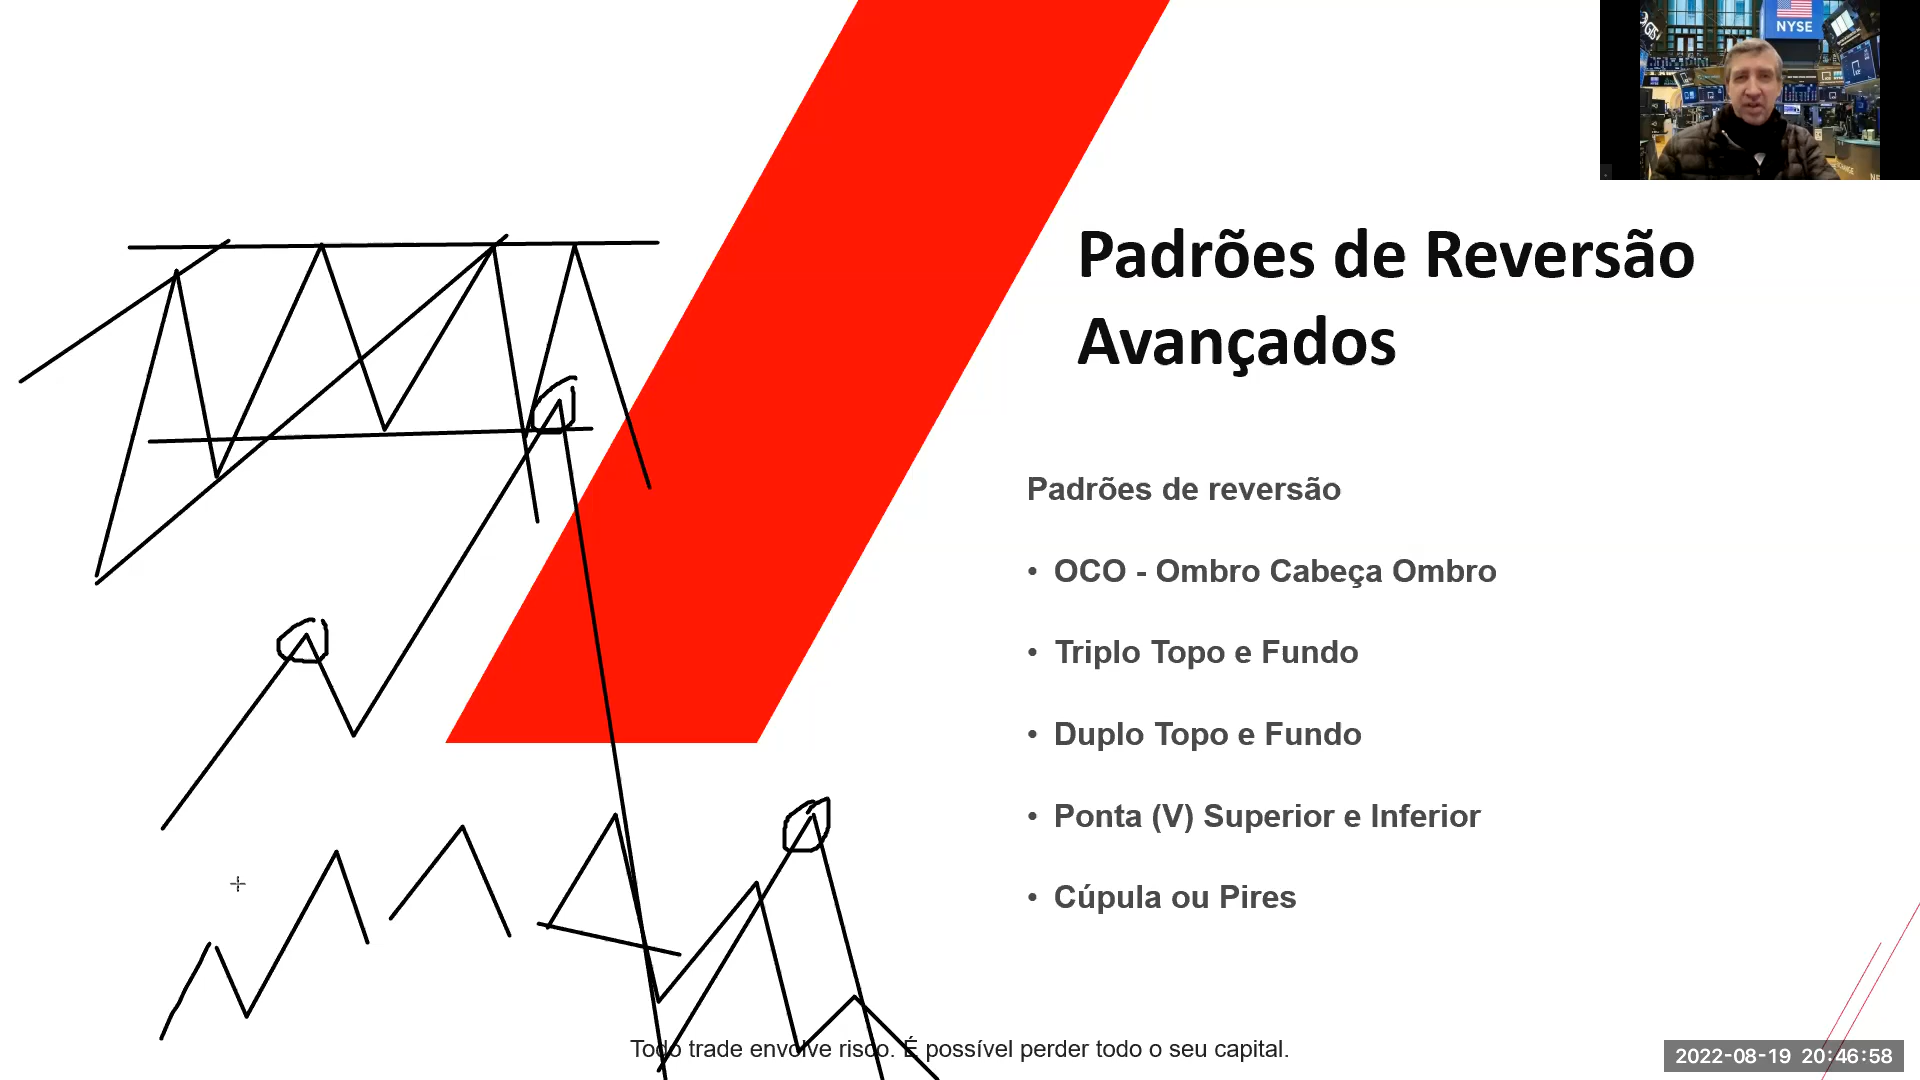 NYSE
Padrões de Reversão
Avançados
Padrões de reversão
• OCO - Ombro Cabeça Ombro
• Triplo Topo e Fundo
• Duplo Topo e Fundo
• Ponta (V) Superior e Inferior
• Cúpula ou Pires
Todo trade envolve risco. É possível perder todo o seu capital.
2022-08-19 20:46:58